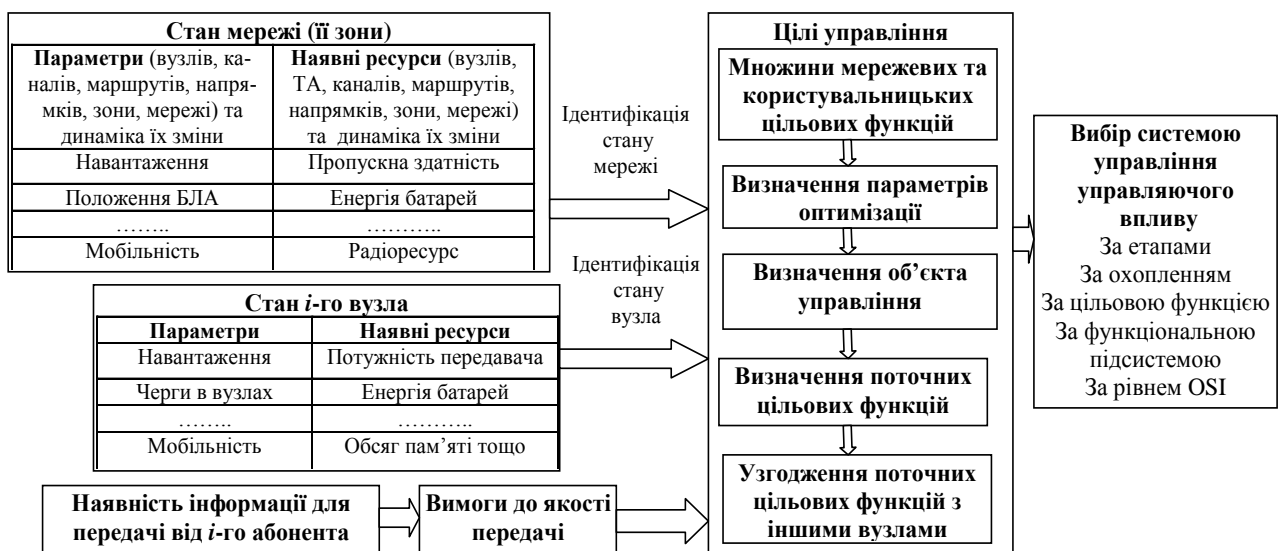 Стан мережі (її зони)
Параметри (вузлів, ка-
налів, маршрутів, напря-
мків, зони, мережі) та
динаміка їх зміни
Наявні ресурси (вузлів,
ТА, каналів, маршрутів,
напрямків, зони, мережі)
та динаміка їх зміни
Навантаження
Пропускна здатність
Положення БЛА
Енергія батарей
……..
………..
Мобільність
Радіоресурс
Ідентифікація
стану
мережі
Стан і-го вузла
Параметри
Наявні ресурси
Навантаження
Потужність передавача
Черги в вузлах
Енергія батарей
……..
………..
Мобільність
Обсяг пам’яті тощо
Ідентифікація
стану
вузла
Наявність інформації для
передачі від і-го абонента
Вимоги до якості
передачі
Цілі управління
Множини мережевих та
користувальницьких
цільових функцій
Визначення параметрів
оптимізації
Визначення об’єкта
управління
Визначення поточних
цільових функцій
Узгодження поточних
цільових функцій з
іншими вузлами
Вибір системою
управління
управляючого
впливу
За етапами
За охопленням
За цільовою функцією
За функціональною
підсистемою
За рівнем OSI